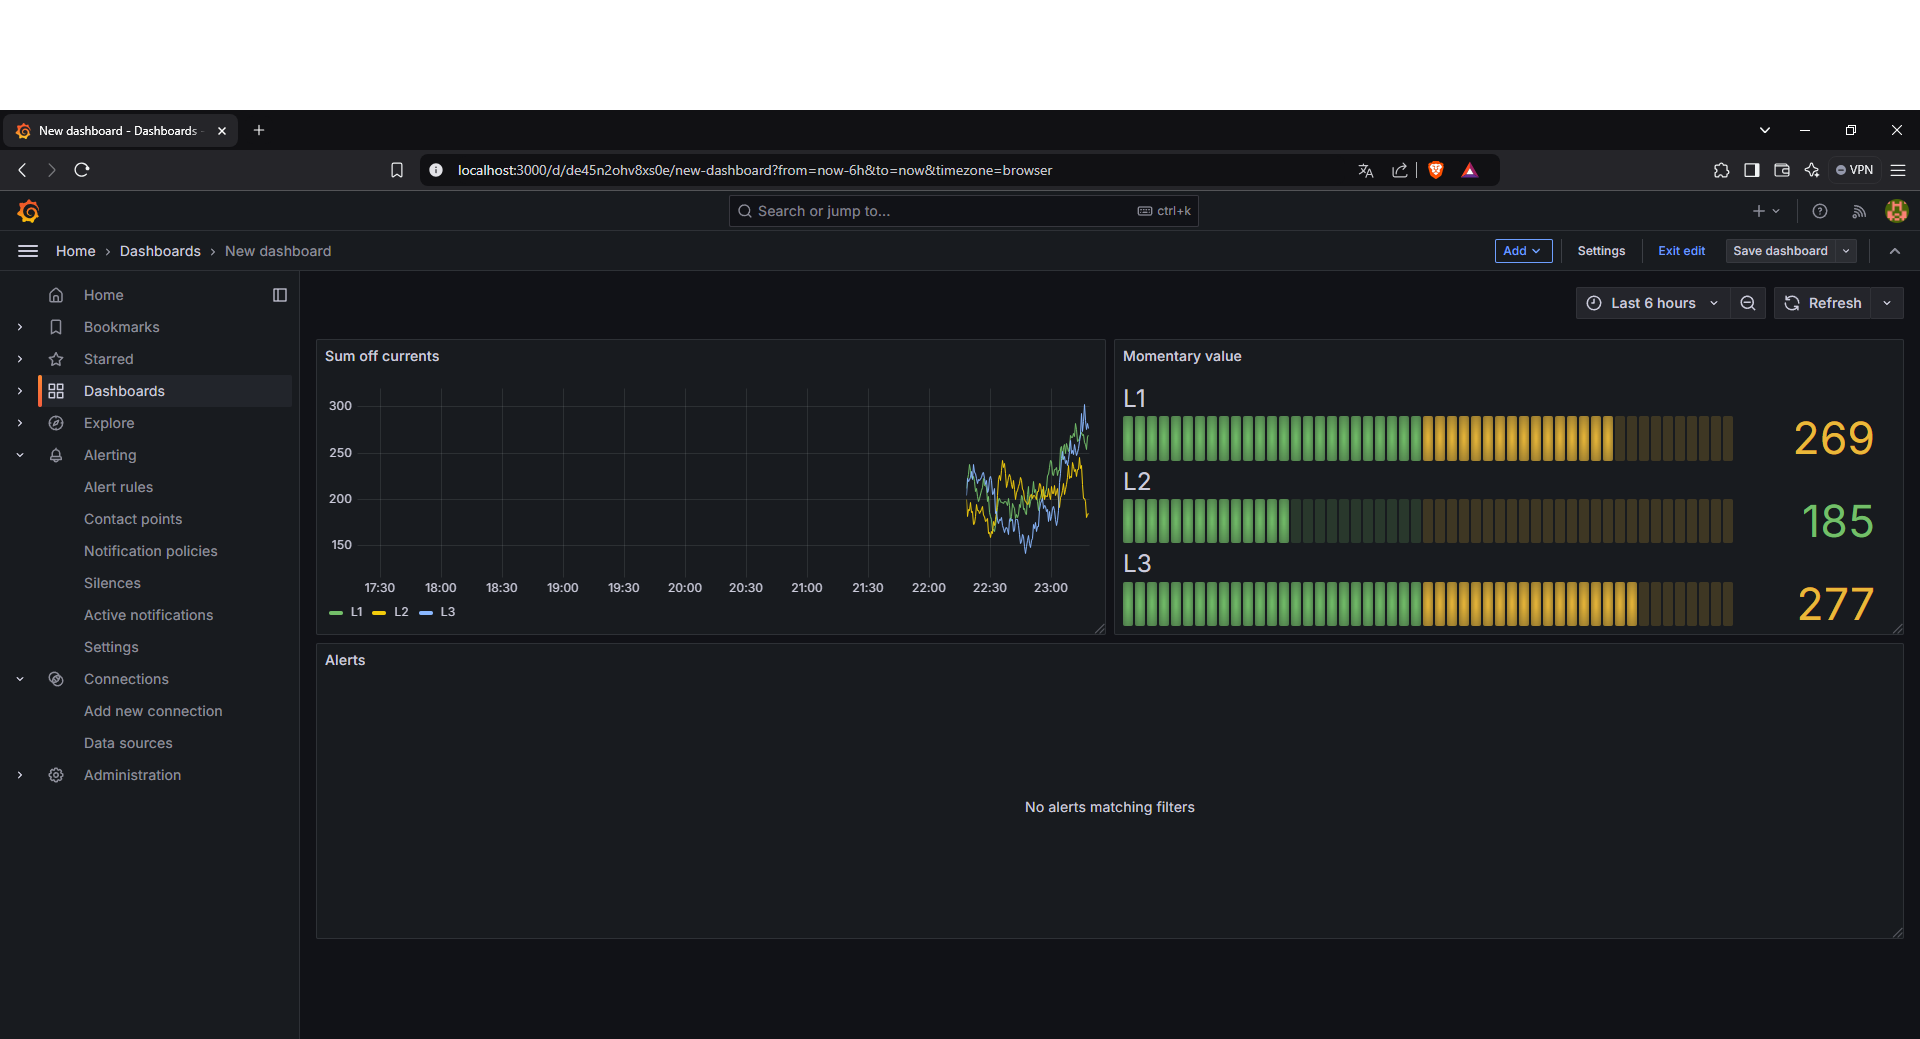 New dashboard - Dashboards -
localhost:3000/d/de45n2ohv8xs0e/new-dashboard?from=now-6h&to=now&timezone=browser
VPN
Search or jump to...
ctrl+k
Home › Dashboards › New dashboard
Add
Settings
Exit edit
Save dashboard
Home
Bookmarks
Starred
Dashboards
Explore
Alerting
Alert rules
Contact points
Notification policies
Silences
Active notifications
Settings
Connections
Add new connection
Data sources
Administration
Last 6 hours
Refresh
Sum off currents
300
250
200
150
17:30 18:00 18:30 19:00 19:30 20:00 20:30 21:00 21:30 22:00 22:30 23:00
L1 L2 L3
Momentary value
L1
269
L2
185
L3
277
Alerts
No alerts matching filters